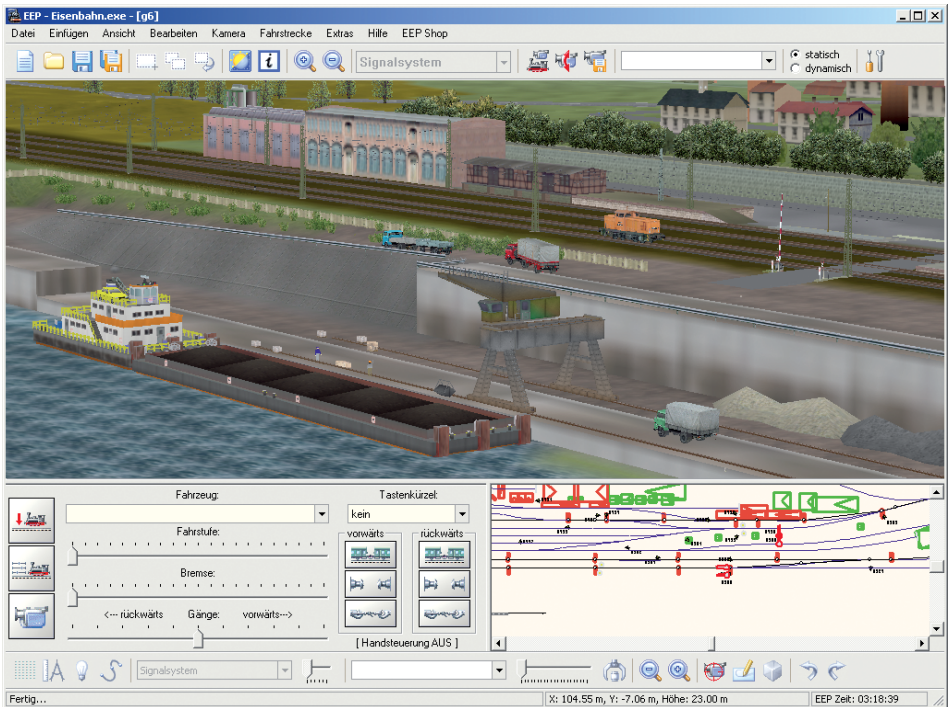 EEP - Eisenbahn.exe - [g6]
Datei Einfügen Ansicht Bearbeiten Kamera Fahrstrecke Extras Hilfe EEP Shop
Signalsystem
statisch
dynamisch
Fahrzeug:
Tastenkürzel:
kein
Fahrstufe:
vorwärts rückwärts
Bremse:
<--- rückwärts Gänge: vorwärts--->
[ Handsteuerung AUS ]
Signalsystem
Fertig... X: 104.55 m, Y: -7.06 m, Höhe: 23.00 m EEP Zeit: 03:18:39